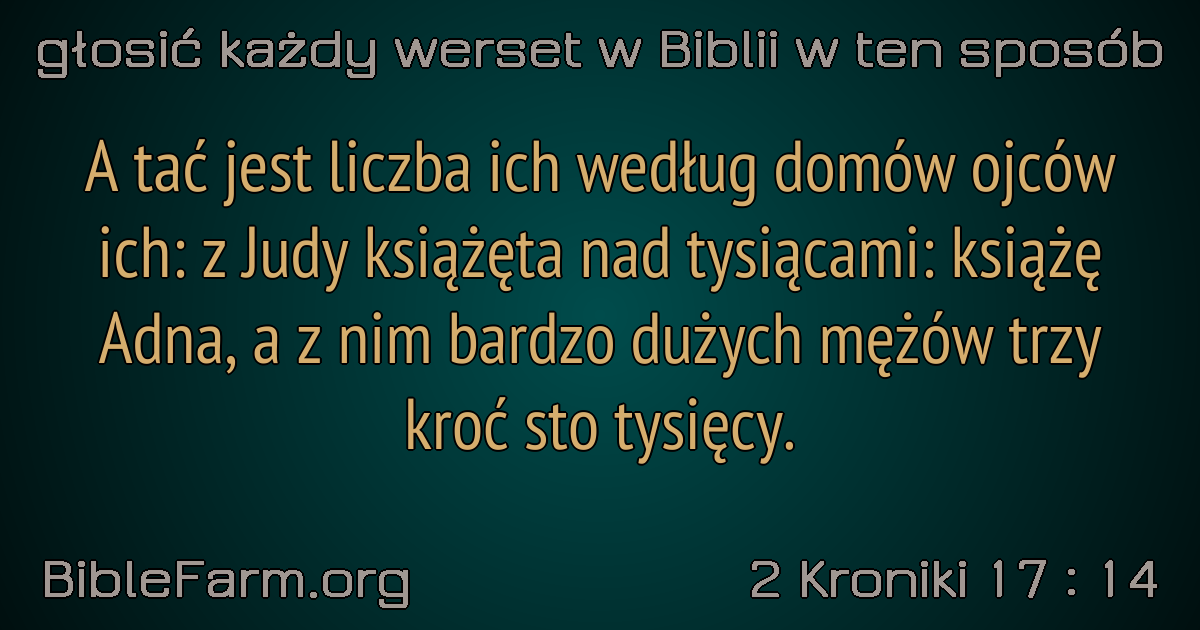 głosić każdy werset w Biblii w ten sposób
A tać jest liczba ich według domów ojców
ich: z Judy książęta nad tysiącami: książę
Adna, a z nim bardzo dużych mężów trzy
kroć sto tysięcy.
BibleFarm.org
2 Kroniki 17 : 14